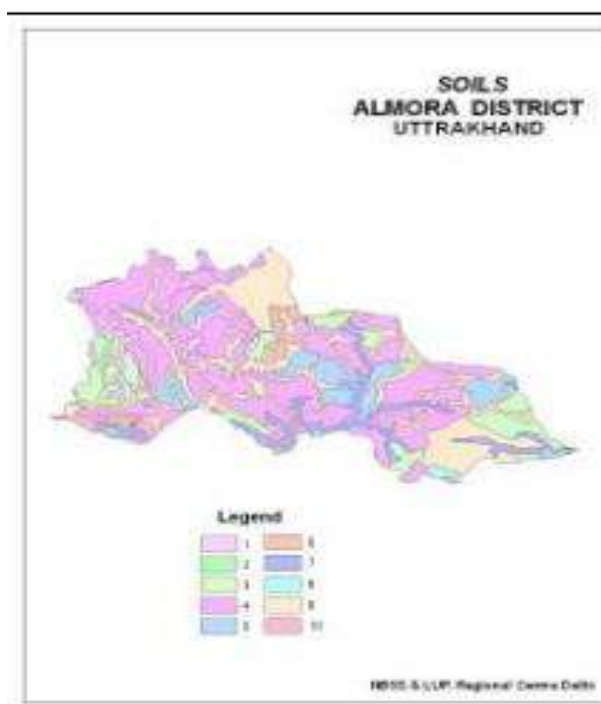 SOILS
ALMORA DISTRICT
UTTRAKHAND
Legend
1 6
2 7
3 8
4 9
5 10
NBSS & LUP, Regional Centre Delhi